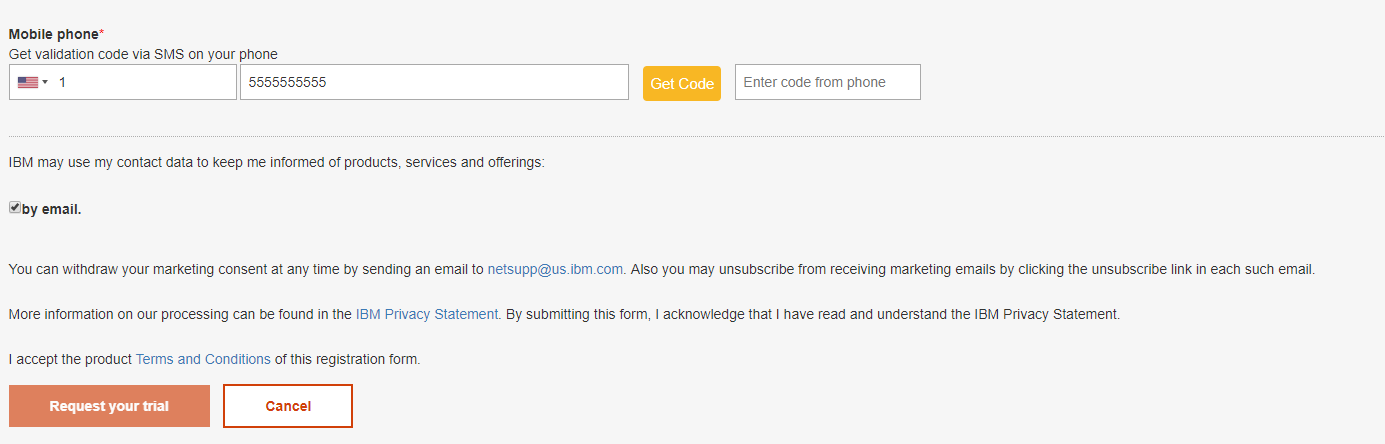 Mobile phone*
Get validation code via SMS on your phone
1 5555555555 Get Code Enter code from phone
IBM may use my contact data to keep me informed of products, services and offerings:
by email.
You can withdraw your marketing consent at any time by sending an email to netsupp@us.ibm.com. Also you may unsubscribe from receiving marketing emails by clicking the unsubscribe link in each such email.
More information on our processing can be found in the IBM Privacy Statement. By submitting this form, I acknowledge that I have read and understand the IBM Privacy Statement.
I accept the product Terms and Conditions of this registration form.
Request your trial Cancel